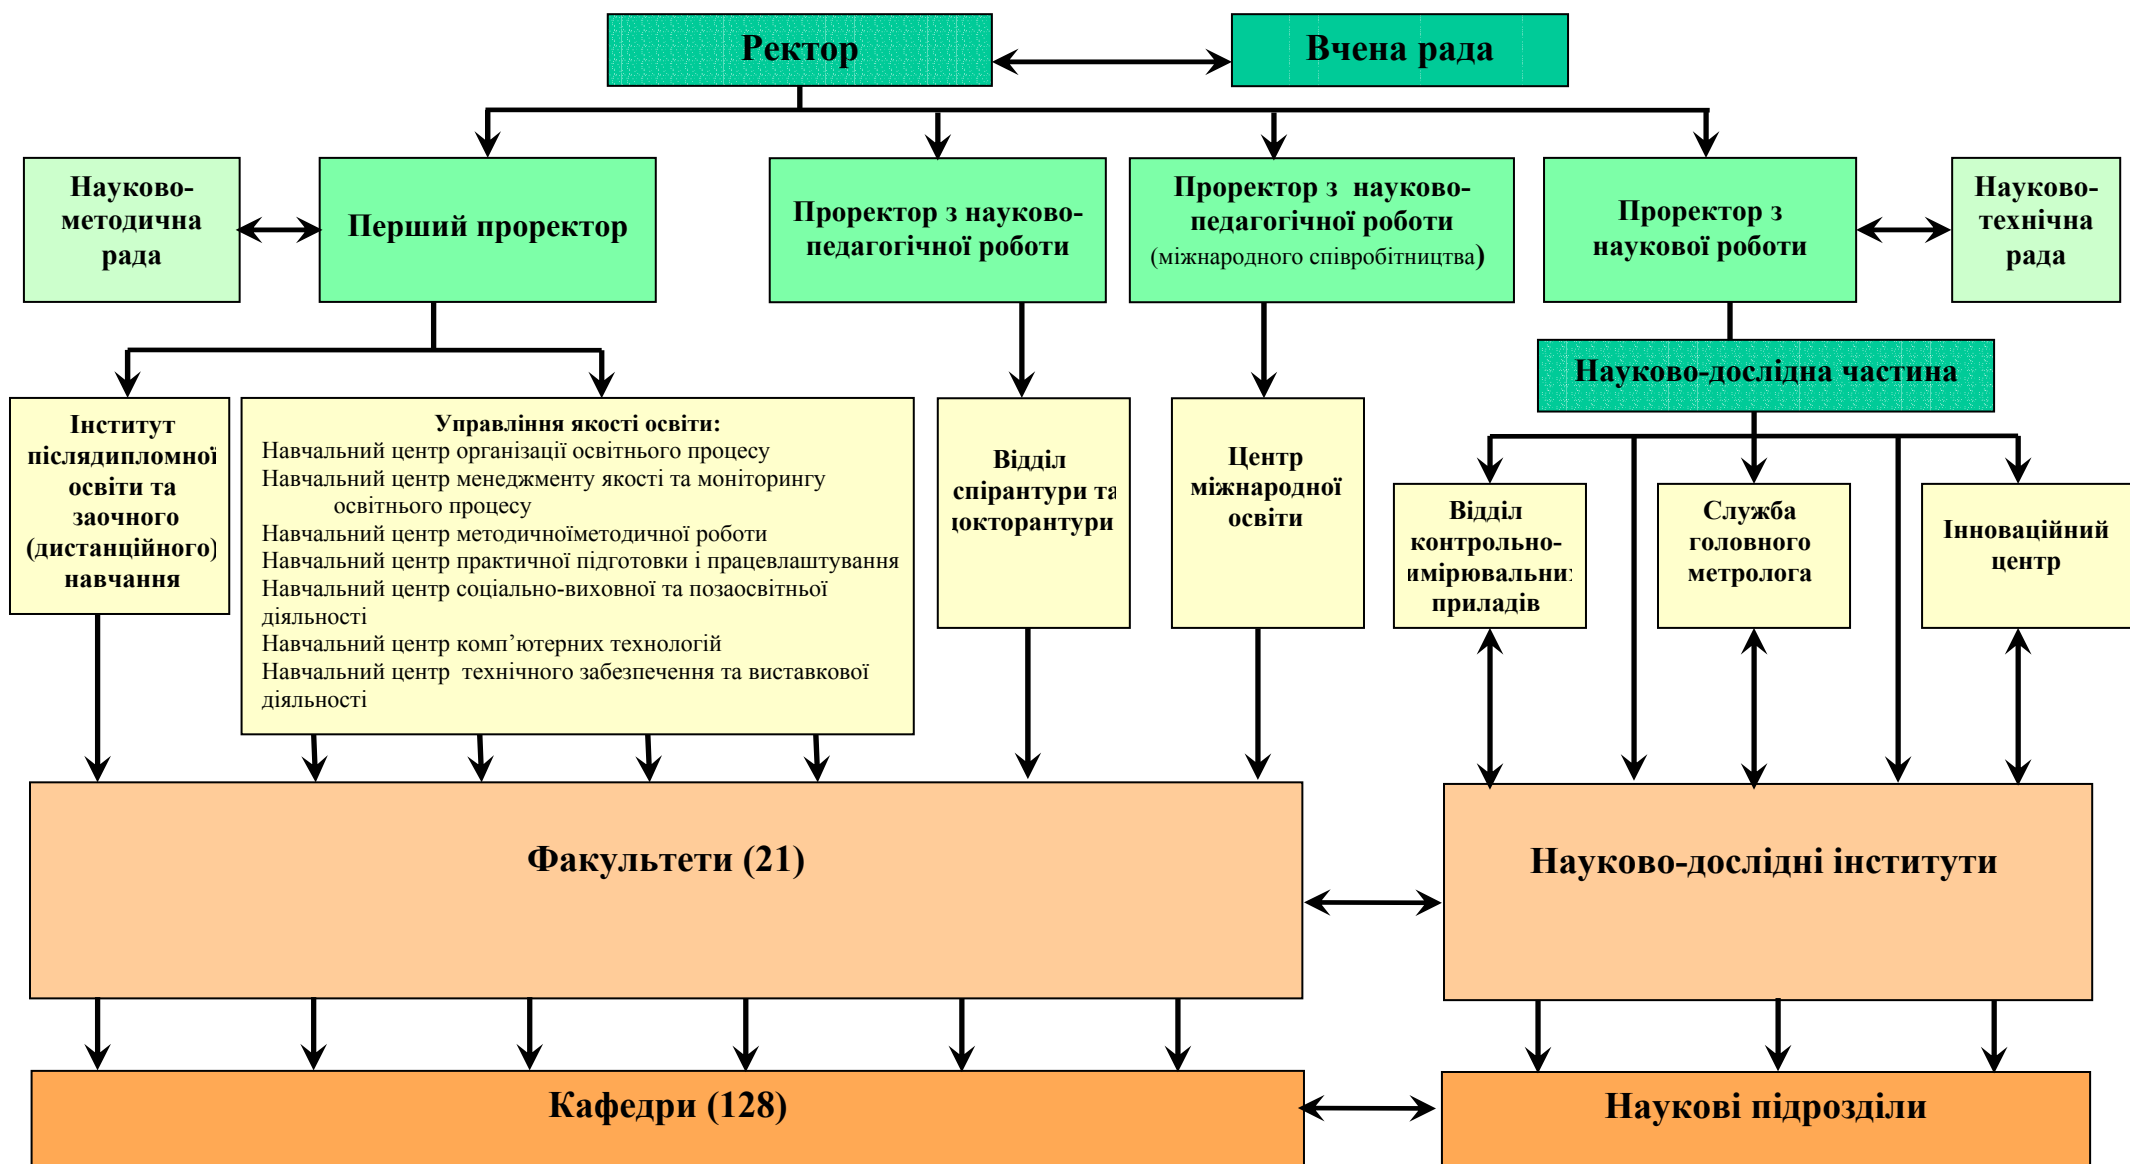 Ректор
Вчена рада
Науково-
методична
рада
Перший проректор
Проректор з науково-
педагогічної роботи
Проректор з науково-
педагогічної роботи
(міжнародного співробітництва)
Проректор з
наукової роботи
Науково-
технічна
рада
Науково-дослідна частина
Інститут
післядипломної
освіти та
заочного
(дистанційного)
навчання
Управління якості освіти:
Навчальний центр організації освітнього процесу
Навчальний центр менеджменту якості та моніторингу
освітнього процесу
Навчальний центр методичноїметодичної роботи
Навчальний центр практичної підготовки і працевлаштування
Навчальний центр соціально-виховної та позаосвітньої
діяльності
Навчальний центр комп’ютерних технологій
Навчальний центр технічного забезпечення та виставкової
діяльності
Відділ
спірантури та
докторантури
Центр
міжнародної
освіти
Відділ
контрольно-
имірювальних
приладів
Служба
головного
метролога
Інноваційний
центр
Факультети (21)
Науково-дослідні інститути
Кафедри (128)
Наукові підрозділи